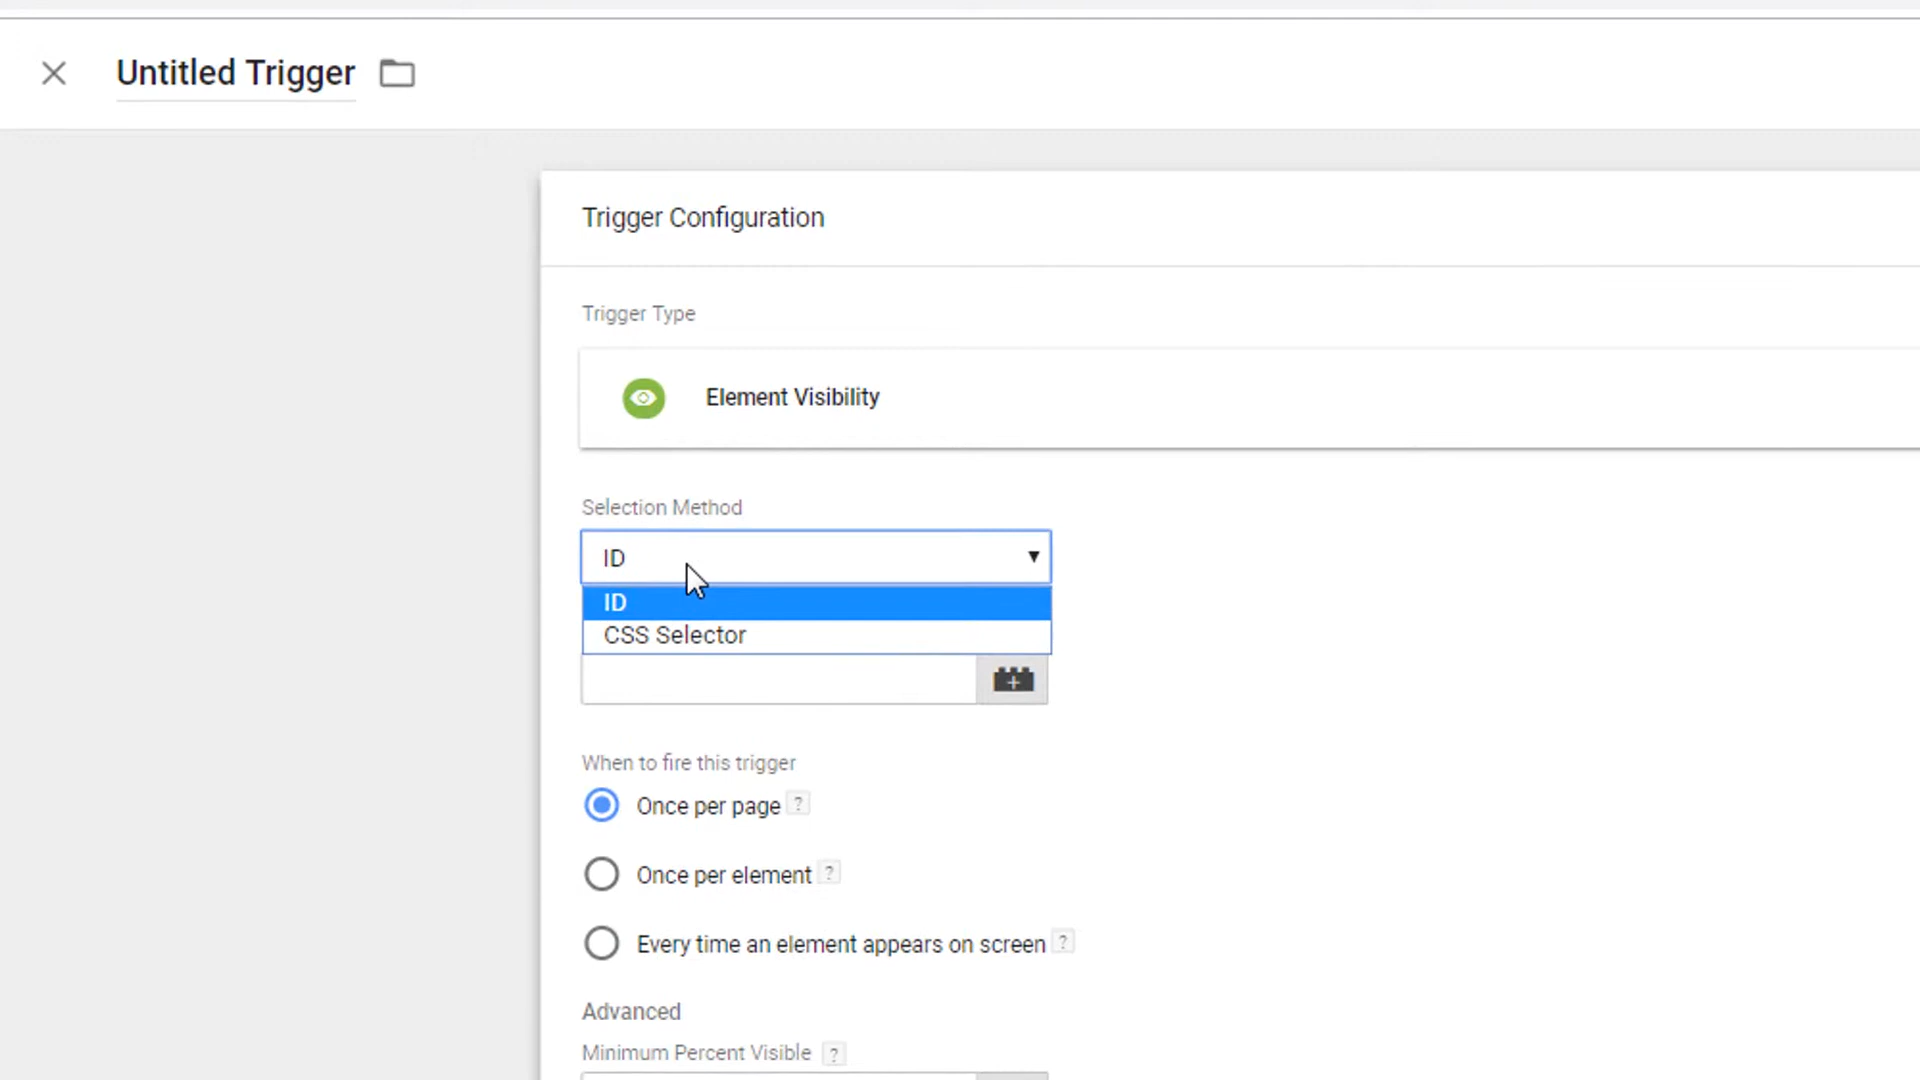 Untitled Trigger
Trigger Configuration
Trigger Type
Element Visibility
Selection Method
ID
ID
CSS Selector
When to fire this trigger
Once per page ?
Once per element ?
Every time an element appears on screen ?
Advanced
Minimum Percent Visible ?